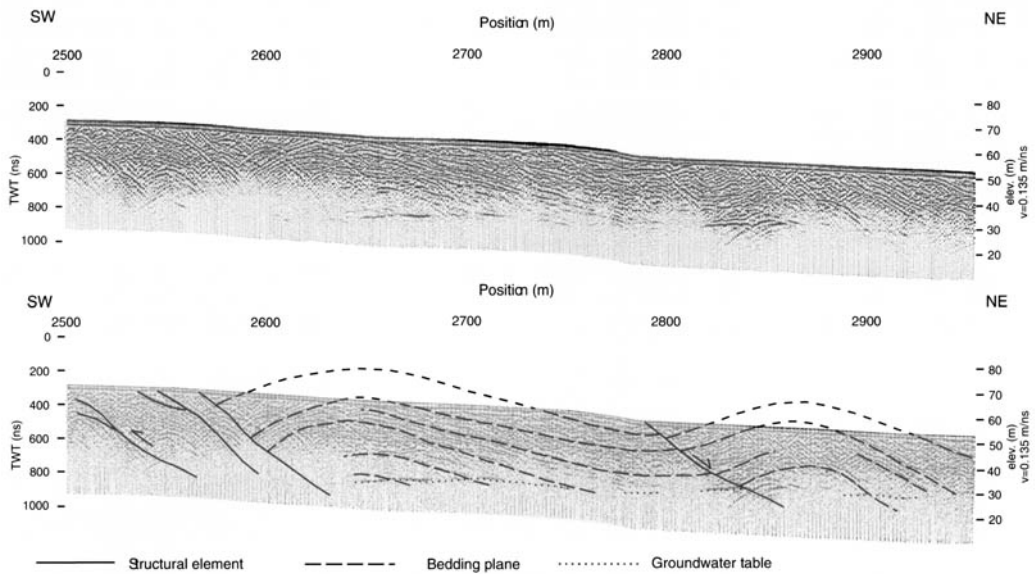 SW Position (m) NE
2500 2600 2700 2800 2900
0
200 80
400 70
600 60
800 50
1000 40
30
20
TWT (ns)
elev. (m)
v=0.135 m/ns
SW Position (m) NE
2500 2600 2700 2800 2900
0
200 80
400 70
600 60
800 50
1000 40
30
20
TWT (ns)
elev. (m)
v=0.135 m/ns
Structural element Bedding plane Groundwater table